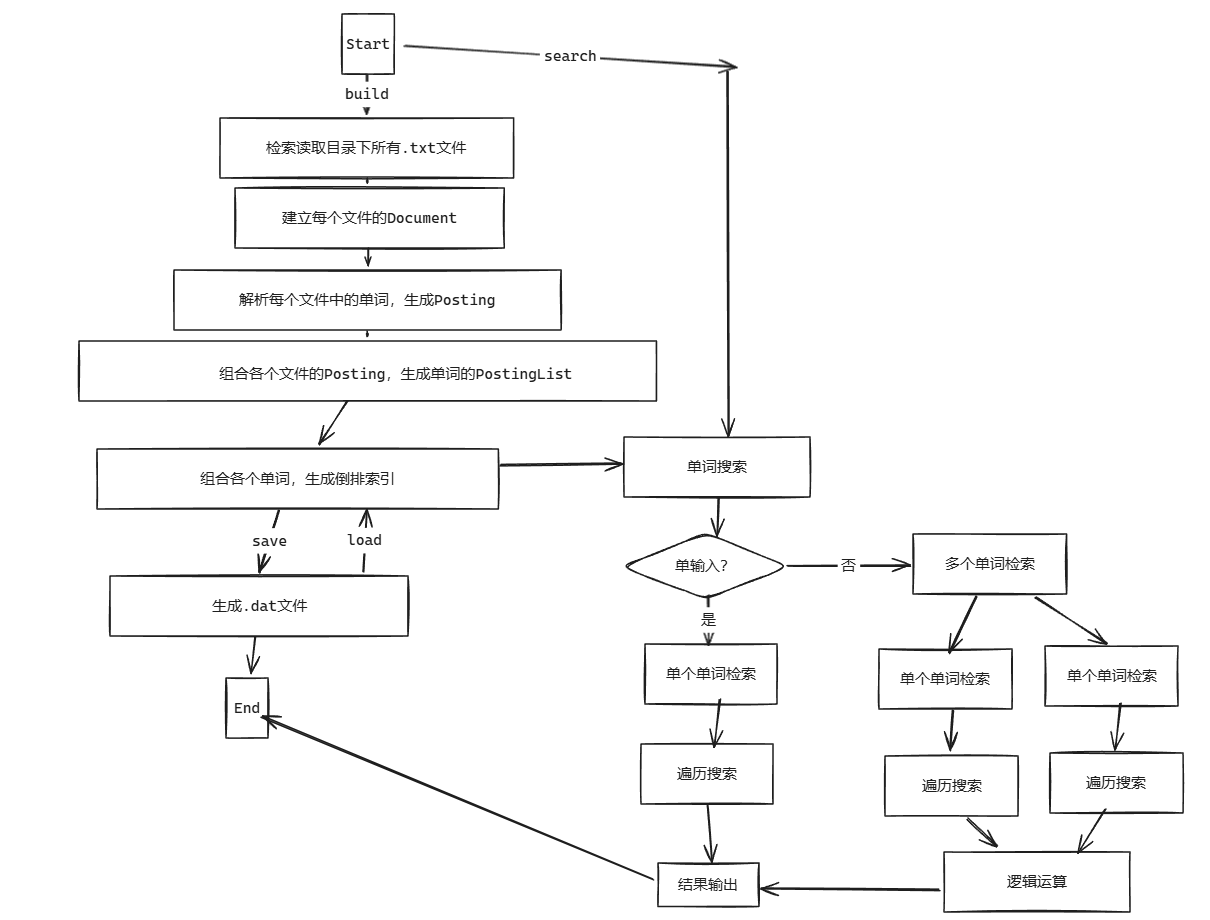 Start
search
build
检索读取目录下所有.txt文件
建立每个文件的Document
解析每个文件中的单词，生成Posting
组合各个文件的Posting，生成单词的PostingList
组合各个单词，生成倒排索引
单词搜索
save
load
单输入?
否
多个单词检索
生成.dat文件
是
单个单词检索
单个单词检索
单个单词检索
End
遍历搜索
遍历搜索
遍历搜索
结果输出
逻辑运算